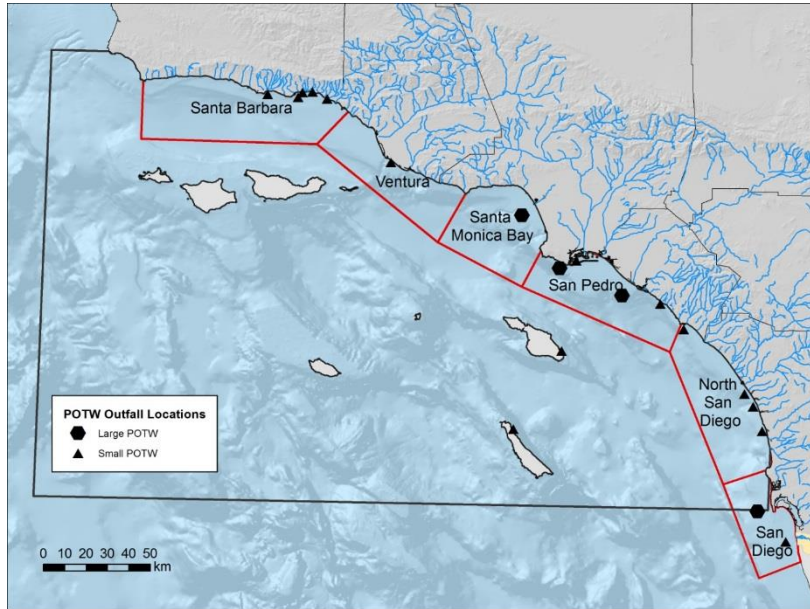 Santa Barbara
Ventura
Santa
Monica Bay
San Pedro
North
San
Diego
POTW Outfall Locations
Large POTW
Small POTW
San
Diego
0 10 20 30 40 50
km